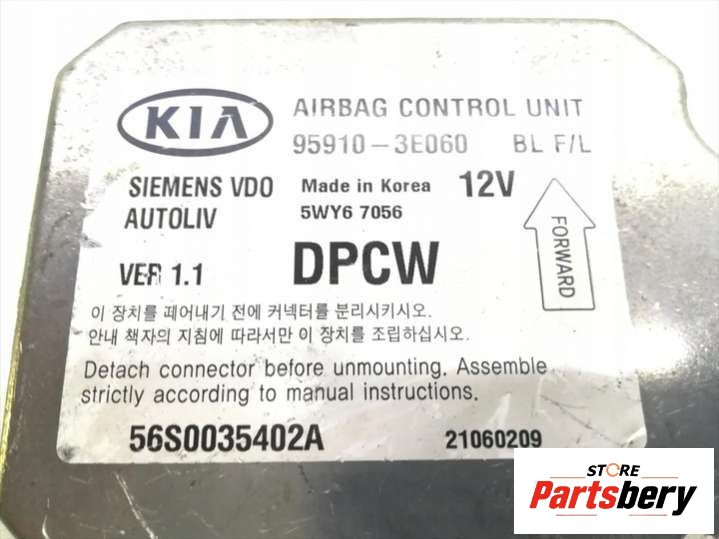 KIA
AIRBAG CONTROL UNIT
95910-3E060 BL F/L
SIEMENS VDO
AUTOLIV
Made in Korea
5WY6 7056
12V
VER 1.1
DPCW
FORWARD
이 장치를 떼어내기 전에 커넥터를 분리시키시오.
안내 책자의 지침에 따라서만 이 장치를 조립하십시오.
Detach connector before unmounting. Assemble
strictly according to manual instructions.
56S0035402A
21060209
STORE
Partsbery